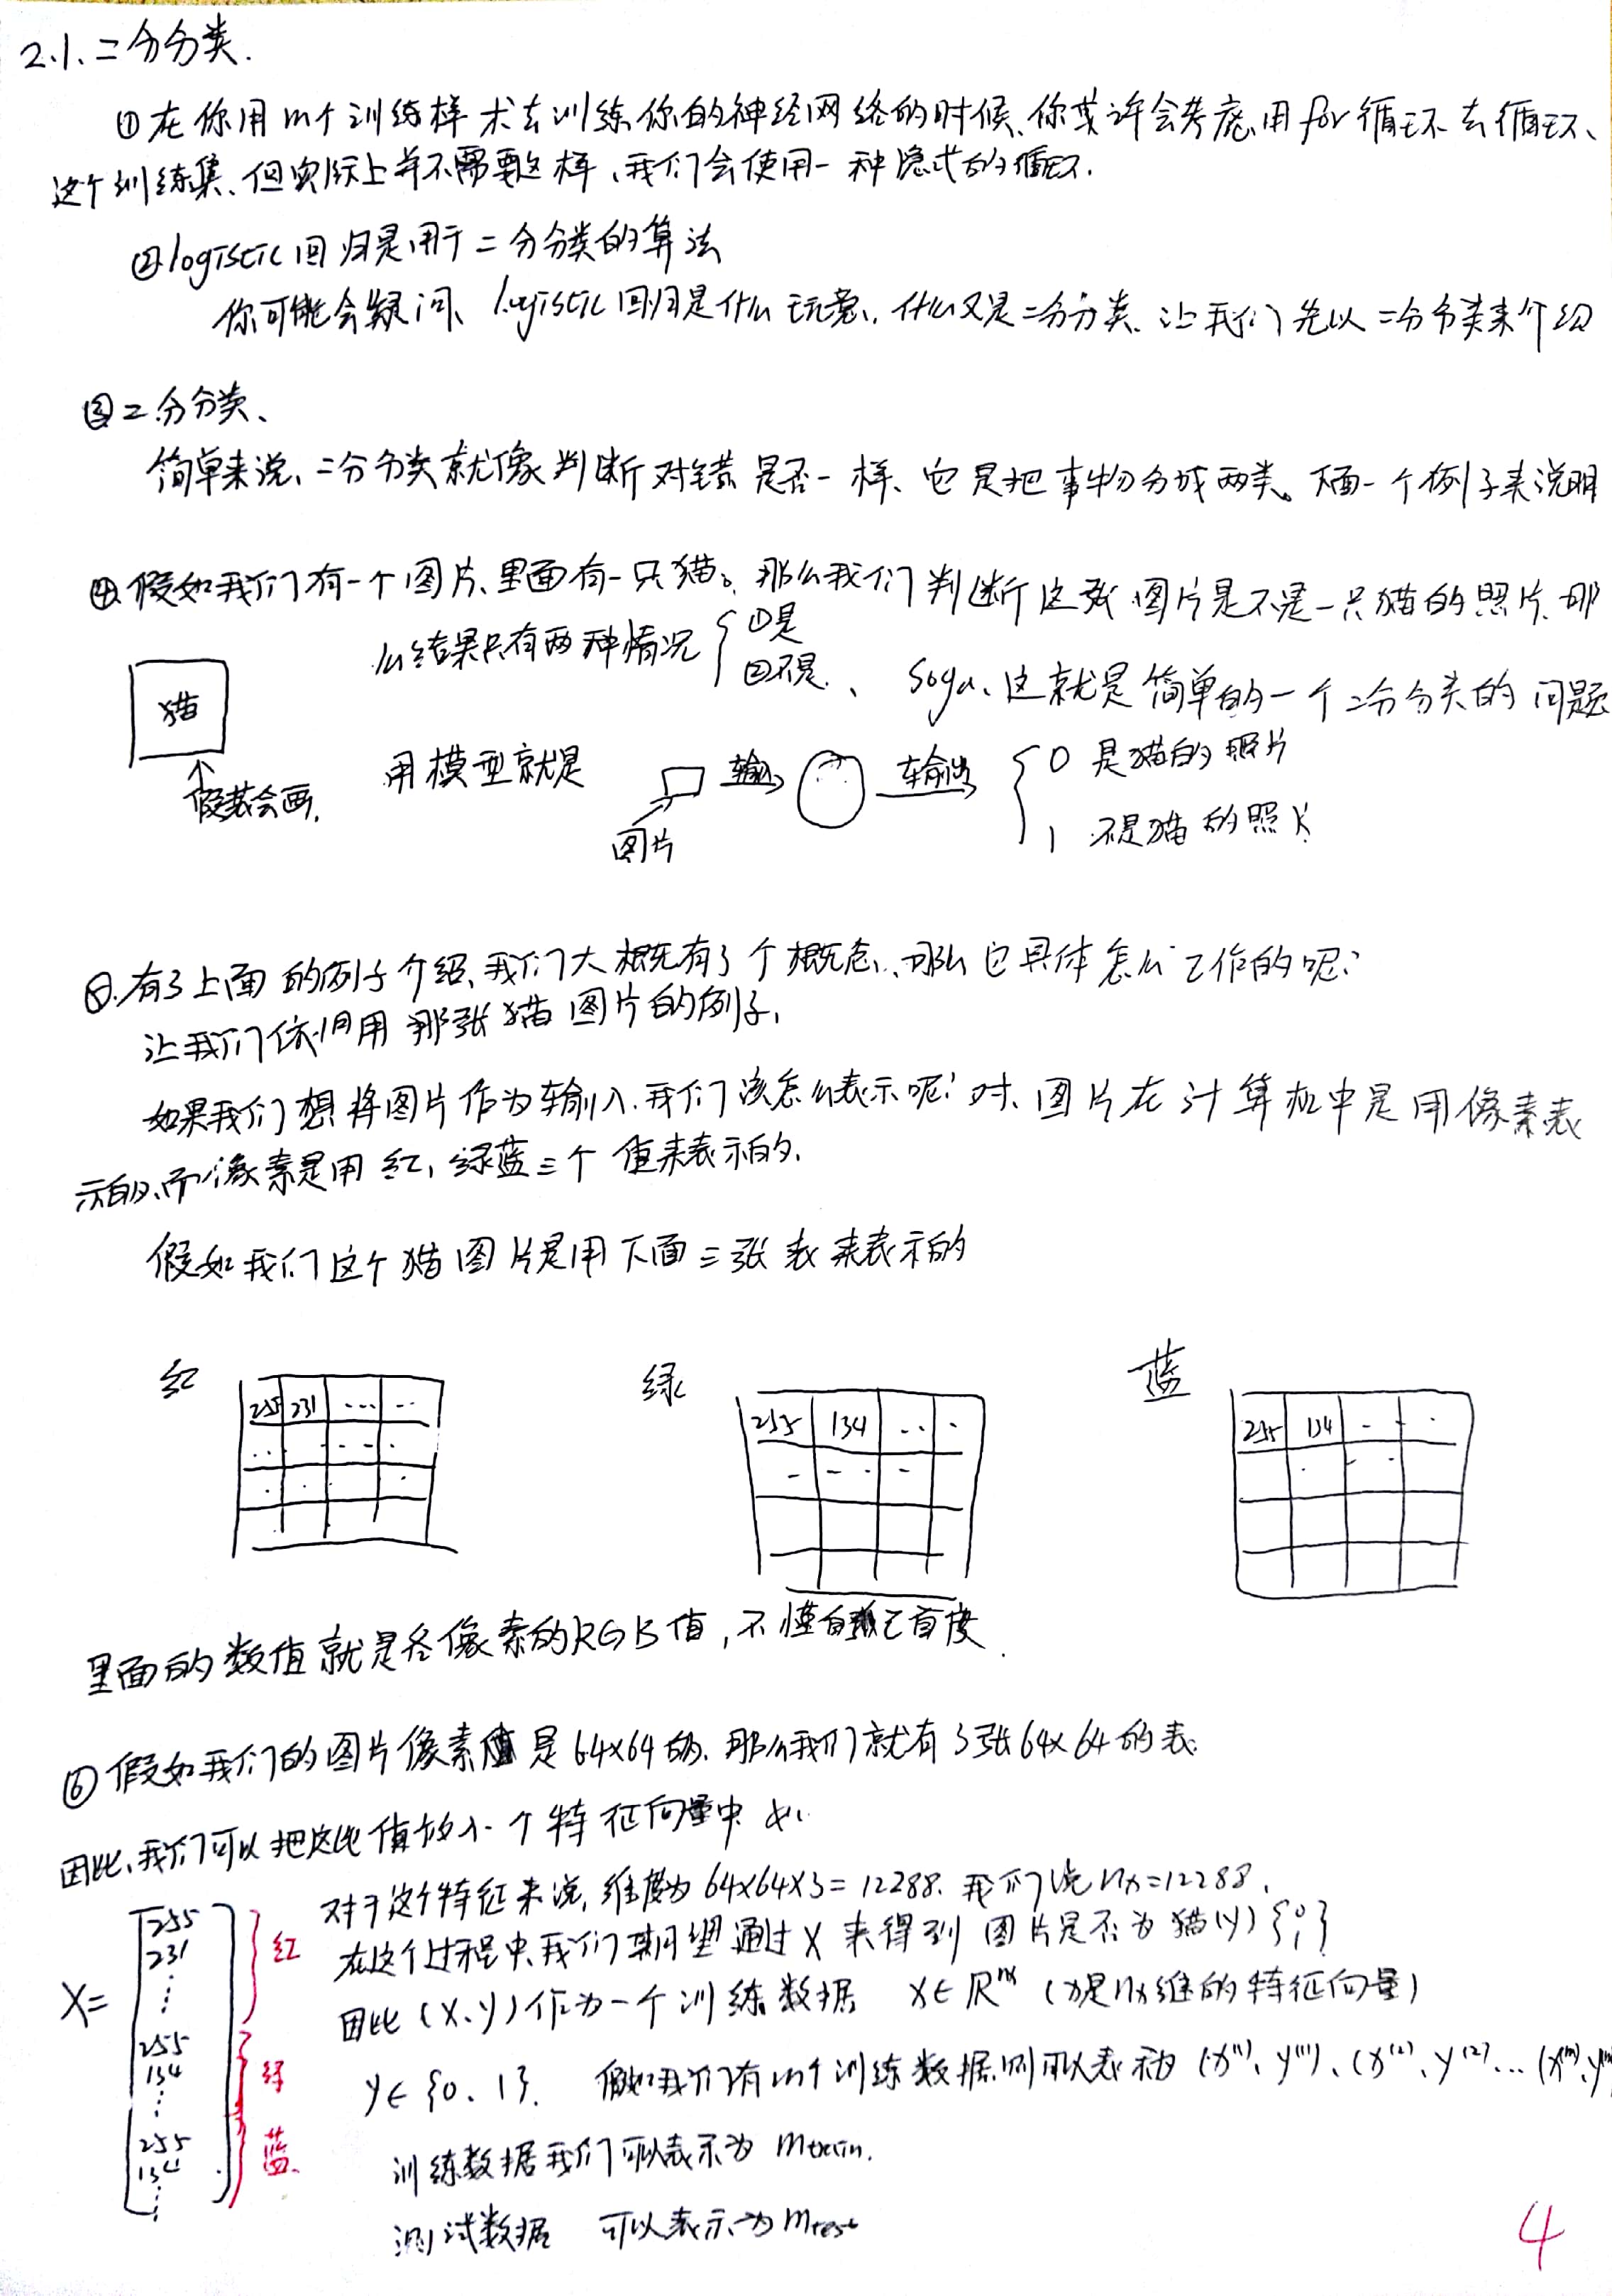 2.1. 二分分类.
①在你用m个训练样术去训练你的神经网络的时候、你或许会考虑用for循环去循环、
这个训练集、但实际上并不需要这样、我们会使用一种隐式的循环.
②logistic回归是用于二分分类的算法
你可能会疑问、logistic回归是什么玩意、什么又是二分分类、让我们先以二分分类来介绍
③二分分类、
简单来说、二分分类就像判断对错是否一样、它是把事物分成两类。下面一个例子来说明
④假如我们有一个图片、里面有一只猫。那么我们判断这张图片是不是一只猫的照片、那
么结果只有两种情况 { ①是
②不是 、 Soga、这就是简单的一个二分分类的问题
猫
假装会画.
用模型就是
图片
输入
输出
{ 0 是猫的照片
1 不是猫的照片
⑤.有了上面的例子介绍、我们大概有了个概念、那么它具体怎么工作的呢?
让我们依旧用那张猫图片的例子,
如果我们想将图片作为输入、我们该怎么表示呢? 对、图片在计算机中是用像素表
示的、而像素是用红,绿蓝三个值来表示的.
假如我们这个猫图片是用下面三张表来表示的
红 绿 蓝
255 231 ... ..
255 134 .. .
255 134 - - .
里面的数值就是各像素的RGB值, 不懂自己百度.
⑥假如我们的图片像素值是64×64的、那么我们就有3张64×64的表
因此、我们可以把这些值放入一个特征向量中 x.
对于这个特征来说, 维度为64×64×3=12288. 我们说nx=12288.
在这个过程中、我们期望通过X来得到 图片是否为猫(y) {0;1}
因此 (x、y)作为一个训练数据 x∈R^nx (x是nx维的特征向量)
y∈{0、1}. 假如我们有m个训练数据、则可以表示为 (x⁽¹⁾、y⁽¹⁾)、(x⁽²⁾、y⁽²⁾... (x⁽ᵐ⁾、y⁽ᵐ
训练数据我们可以表示为 mtrain.
测试数据 可以表示为 mtest
X=
255
231
⋮
255
134
⋮
255
134
⋮
红
绿
蓝.
4